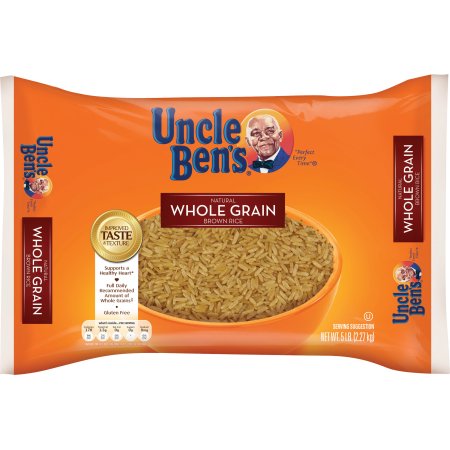 Uncle
Ben's®
"Perfect
Every
Time"®
NATURAL
WHOLE GRAIN
BROWN RICE
IMPROVED
TASTE
& TEXTURE
Supports a
Healthy Heart*
•
Full Daily
Recommended
Amount of
Whole Grains†
•
Gluten Free
SERVING SUGGESTION
NET WT. 5 LB. (2.27 kg)
Uncle
Ben's
NATURAL
WHOLE GRAIN
BROWN RICE
NATURAL
WHOLE GRAIN
BROWN RICE
Uncle
Ben's